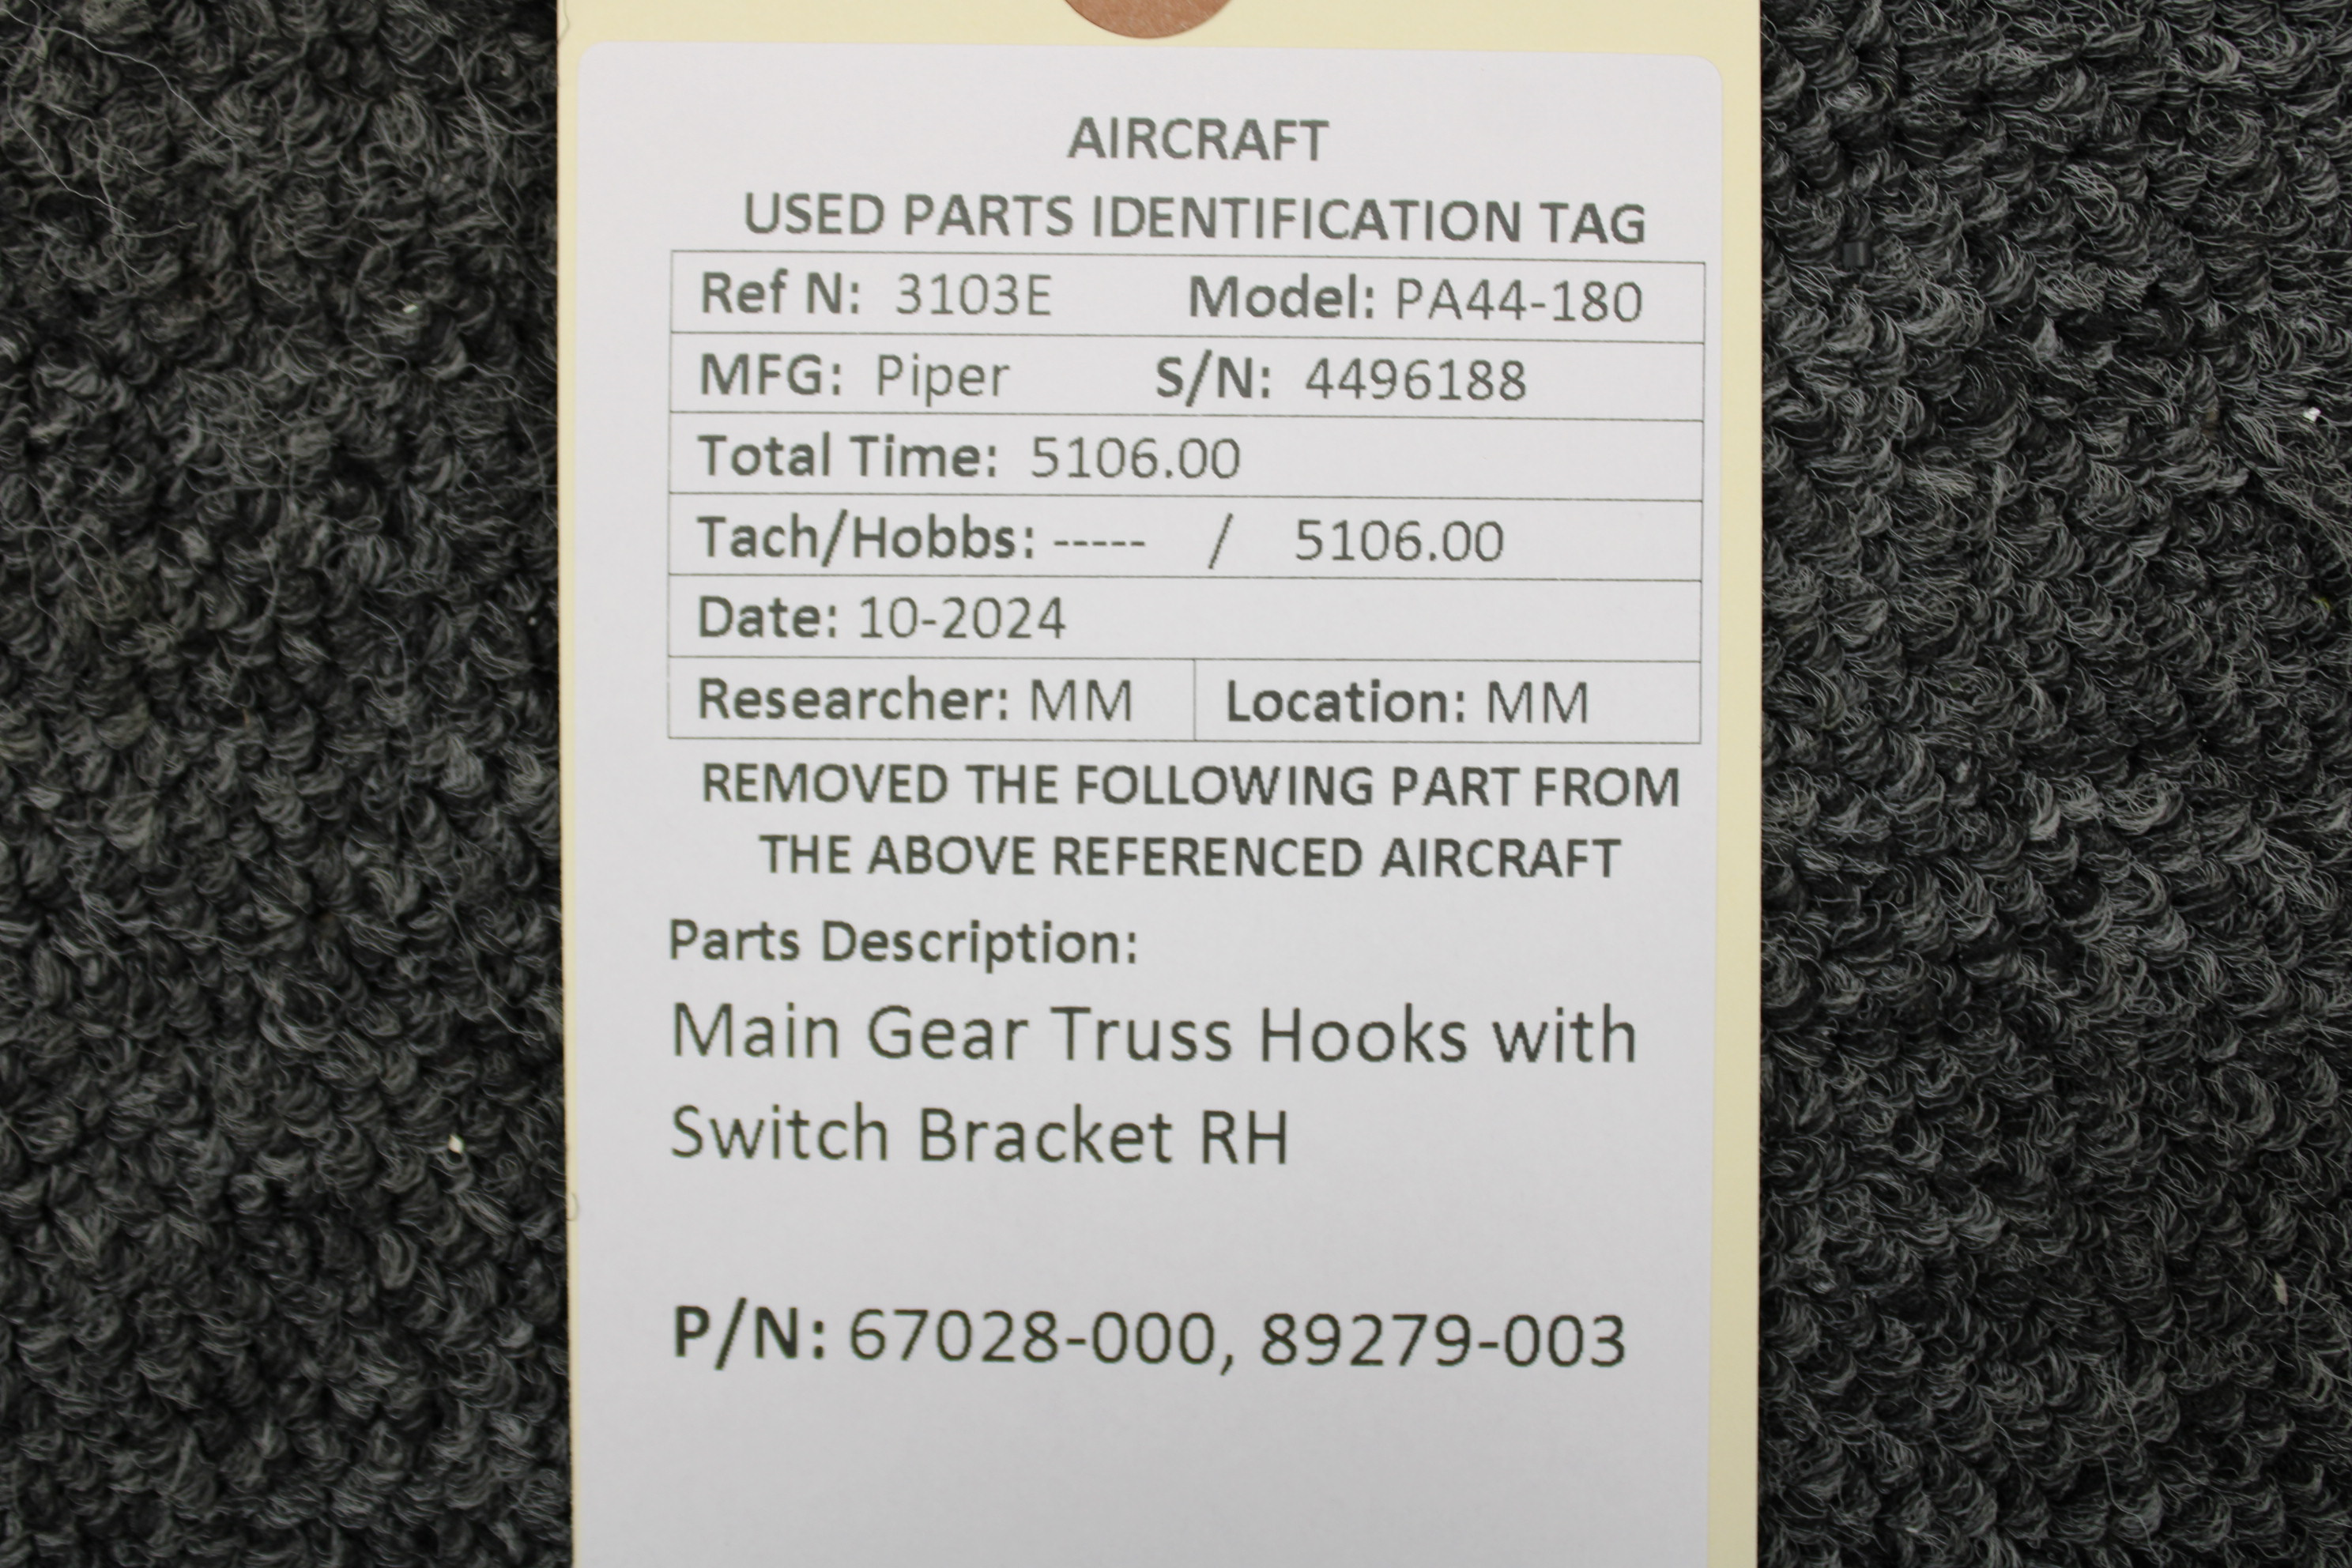 AIRCRAFT
USED PARTS IDENTIFICATION TAG
Ref N: 3103E Model: PA44-180
MFG: Piper S/N: 4496188
Total Time: 5106.00
Tach/Hobbs: ----- / 5106.00
Date: 10-2024
Researcher: MM Location: MM
REMOVED THE FOLLOWING PART FROM
THE ABOVE REFERENCED AIRCRAFT
Parts Description:
Main Gear Truss Hooks with
Switch Bracket RH
P/N: 67028-000, 89279-003